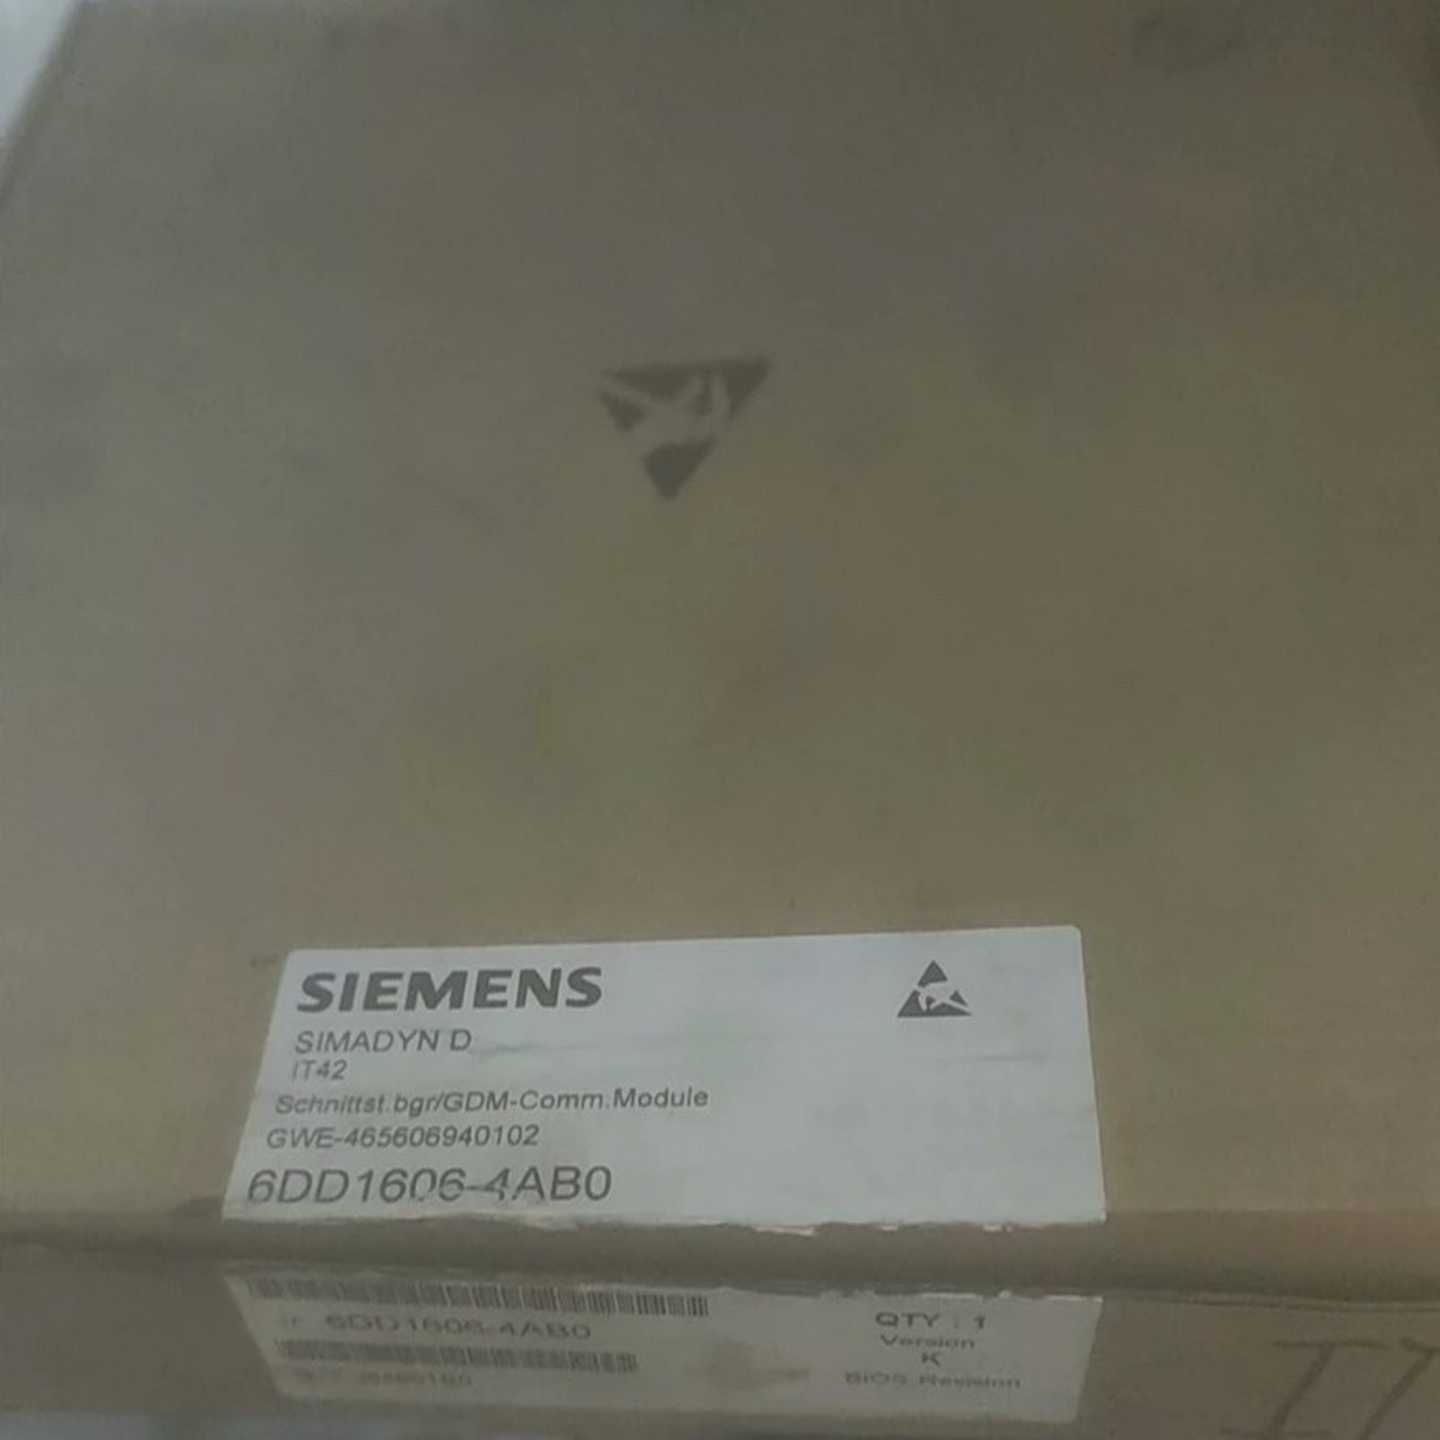 SIEMENS
SIMADYN D
IT42
Schnittst.bgr/GDM-Comm.Module
GWE-465606940102
6DD1606-4AB0
6DD1606-4AB0
QTY : 1
Version
K
BIOS Revision